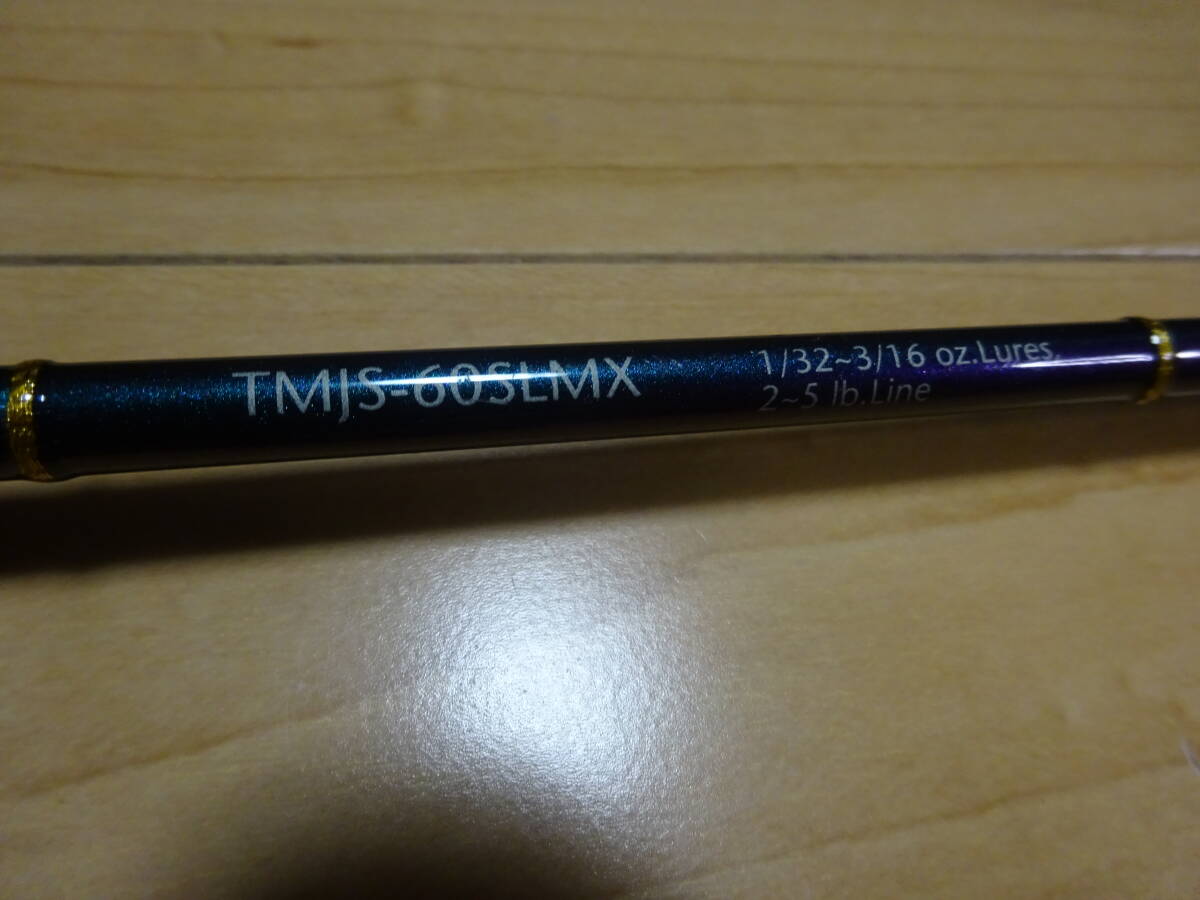 TMJS-60SLMX
1/32~3/16 oz.Lures.
2~5 lb.Line